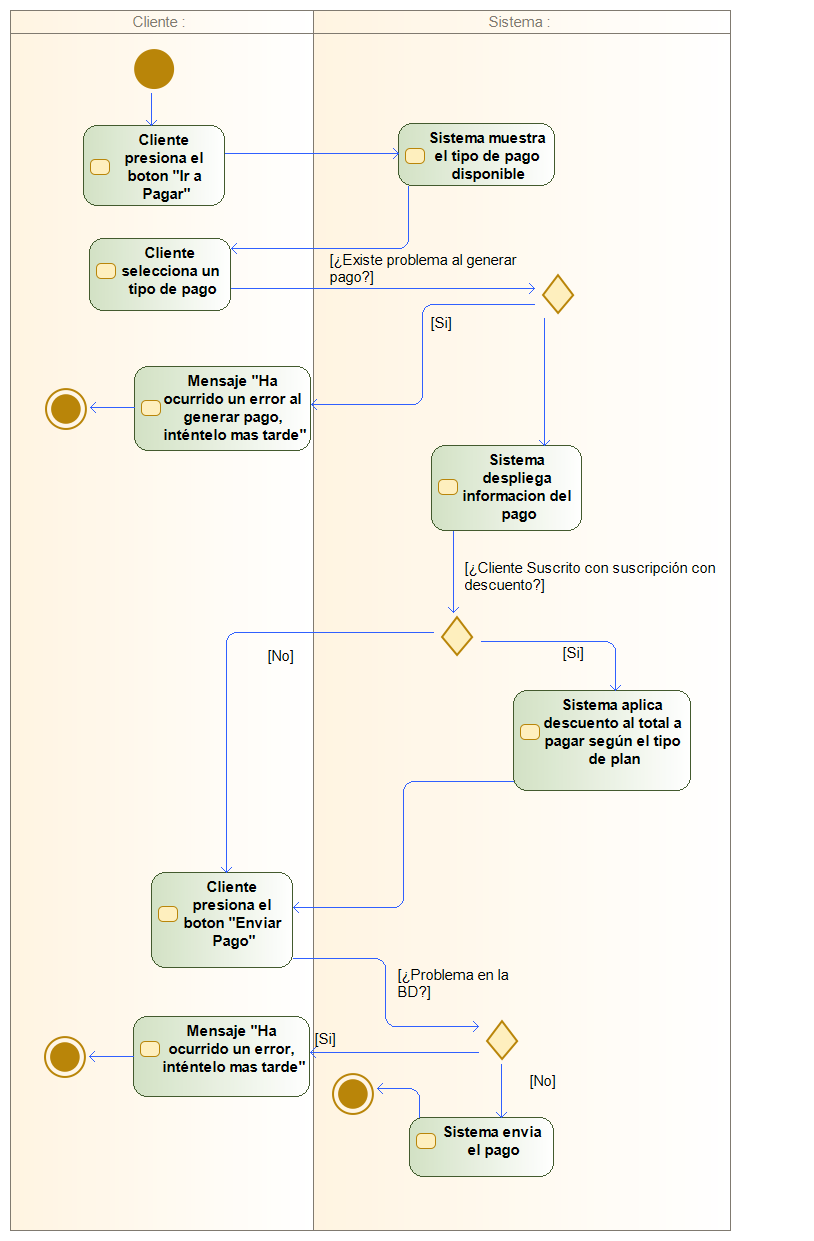 Cliente :
Sistema :
Cliente
presiona el
boton "Ir a
Pagar"
Sistema muestra
el tipo de pago
disponible
Cliente
selecciona un
tipo de pago
[¿Existe problema al generar
pago?]
[Si]
Mensaje "Ha
ocurrido un error al
generar pago,
inténtelo mas tarde"
Sistema
despliega
informacion del
pago
[¿Cliente Suscrito con suscripción con
descuento?]
[No]
[Si]
Sistema aplica
descuento al total a
pagar según el tipo
de plan
Cliente
presiona el
boton "Enviar
Pago"
[¿Problema en la
BD?]
Mensaje "Ha
ocurrido un error,
inténtelo mas tarde"
[Si]
[No]
Sistema envia
el pago